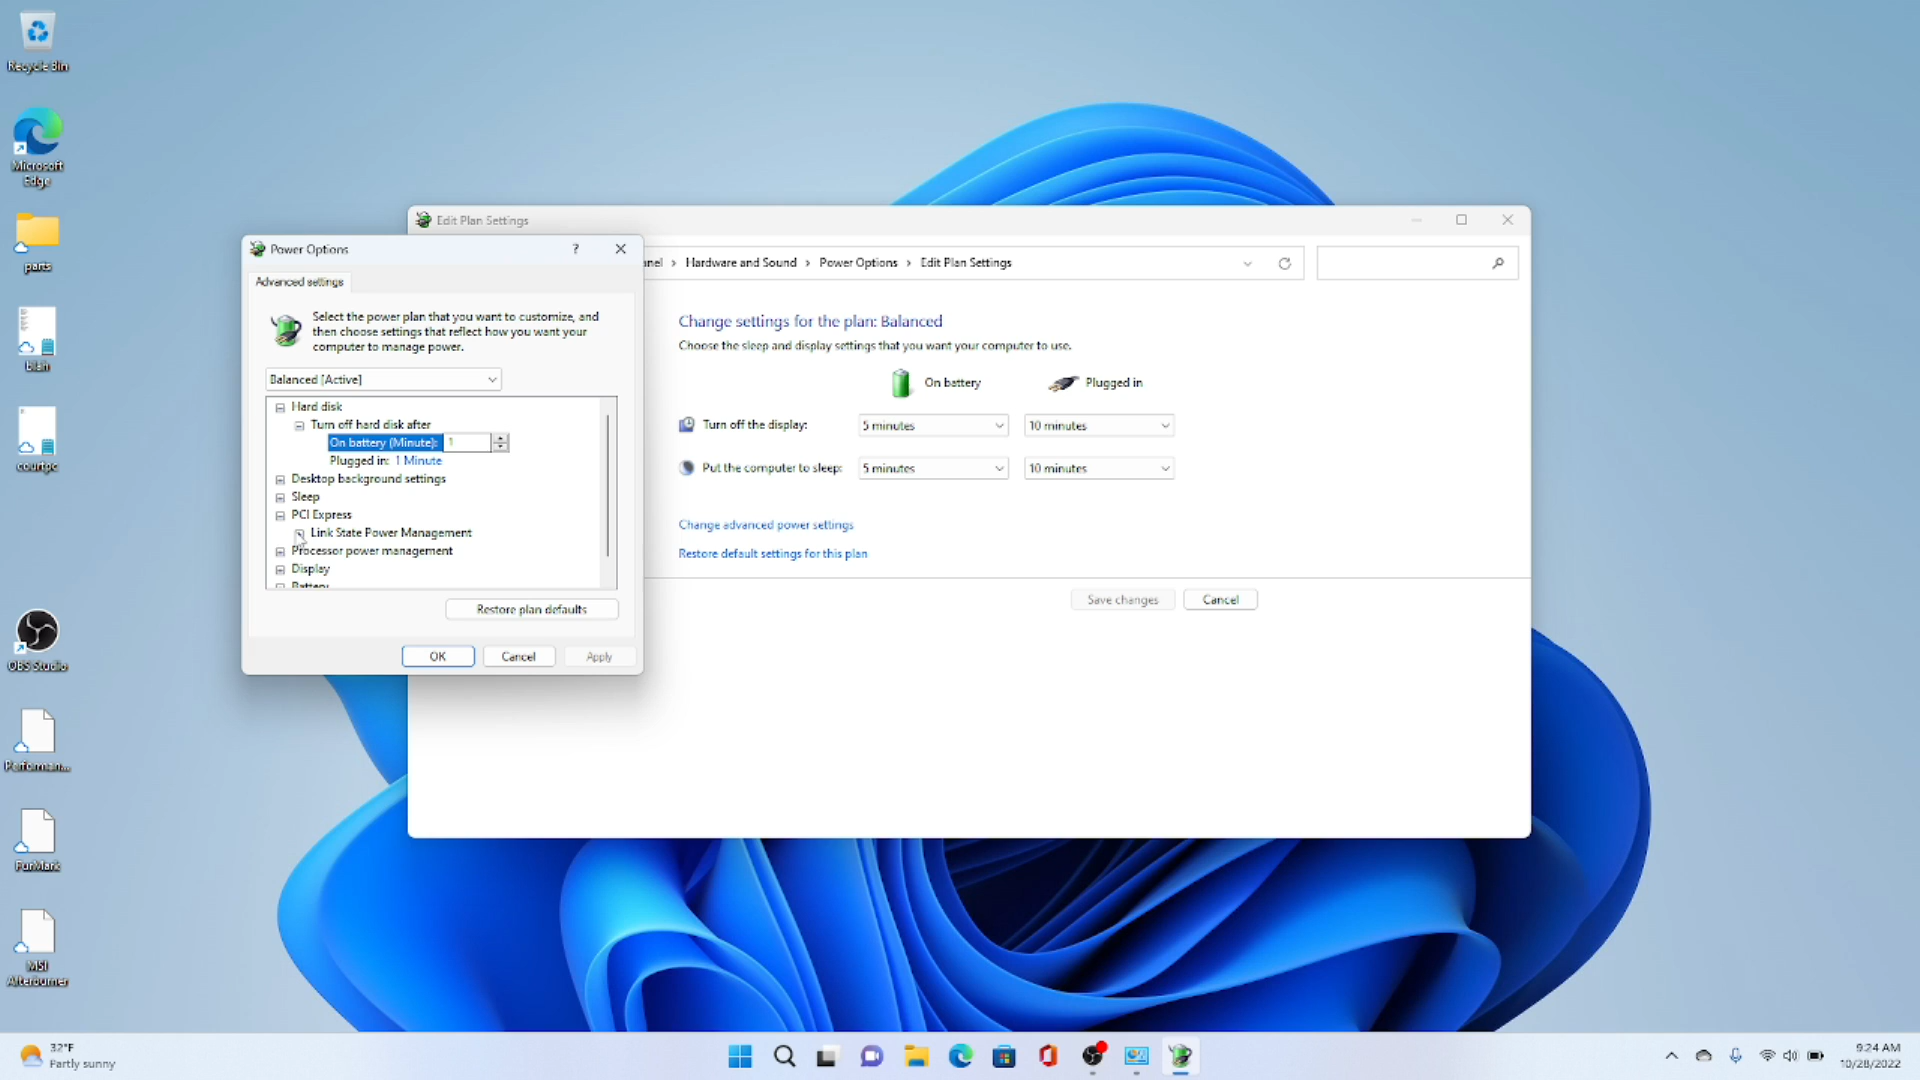 Recycle Bin
Microsoft
Edge
parts
OBS Studio
FurMark
MSI
Afterburner
Edit Plan Settings
Power Options
?
anel > Hardware and Sound > Power Options > Edit Plan Settings
Advanced settings
Select the power plan that you want to customize, and
then choose settings that reflect how you want your
computer to manage power.
Balanced [Active]
Hard disk
Turn off hard disk after
On battery (Minute): 1
Plugged in: 1 Minute
Desktop background settings
Sleep
PCI Express
Link State Power Management
Processor power management
Display
Battery
Restore plan defaults
OK
Cancel
Apply
Change settings for the plan: Balanced
Choose the sleep and display settings that you want your computer to use.
On battery
Plugged in
Turn off the display:
5 minutes
10 minutes
Put the computer to sleep:
5 minutes
10 minutes
Change advanced power settings
Restore default settings for this plan
Save changes
Cancel
32°F
Partly sunny
9:24 AM
10/28/2022